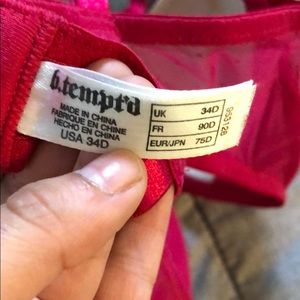 b.tempt'd
MADE IN CHINA
FABRIQUE EN CHINE
HECHO EN CHINA
USA 34D
UK 34D
FR 90D
EUR/JPN 75D
953128